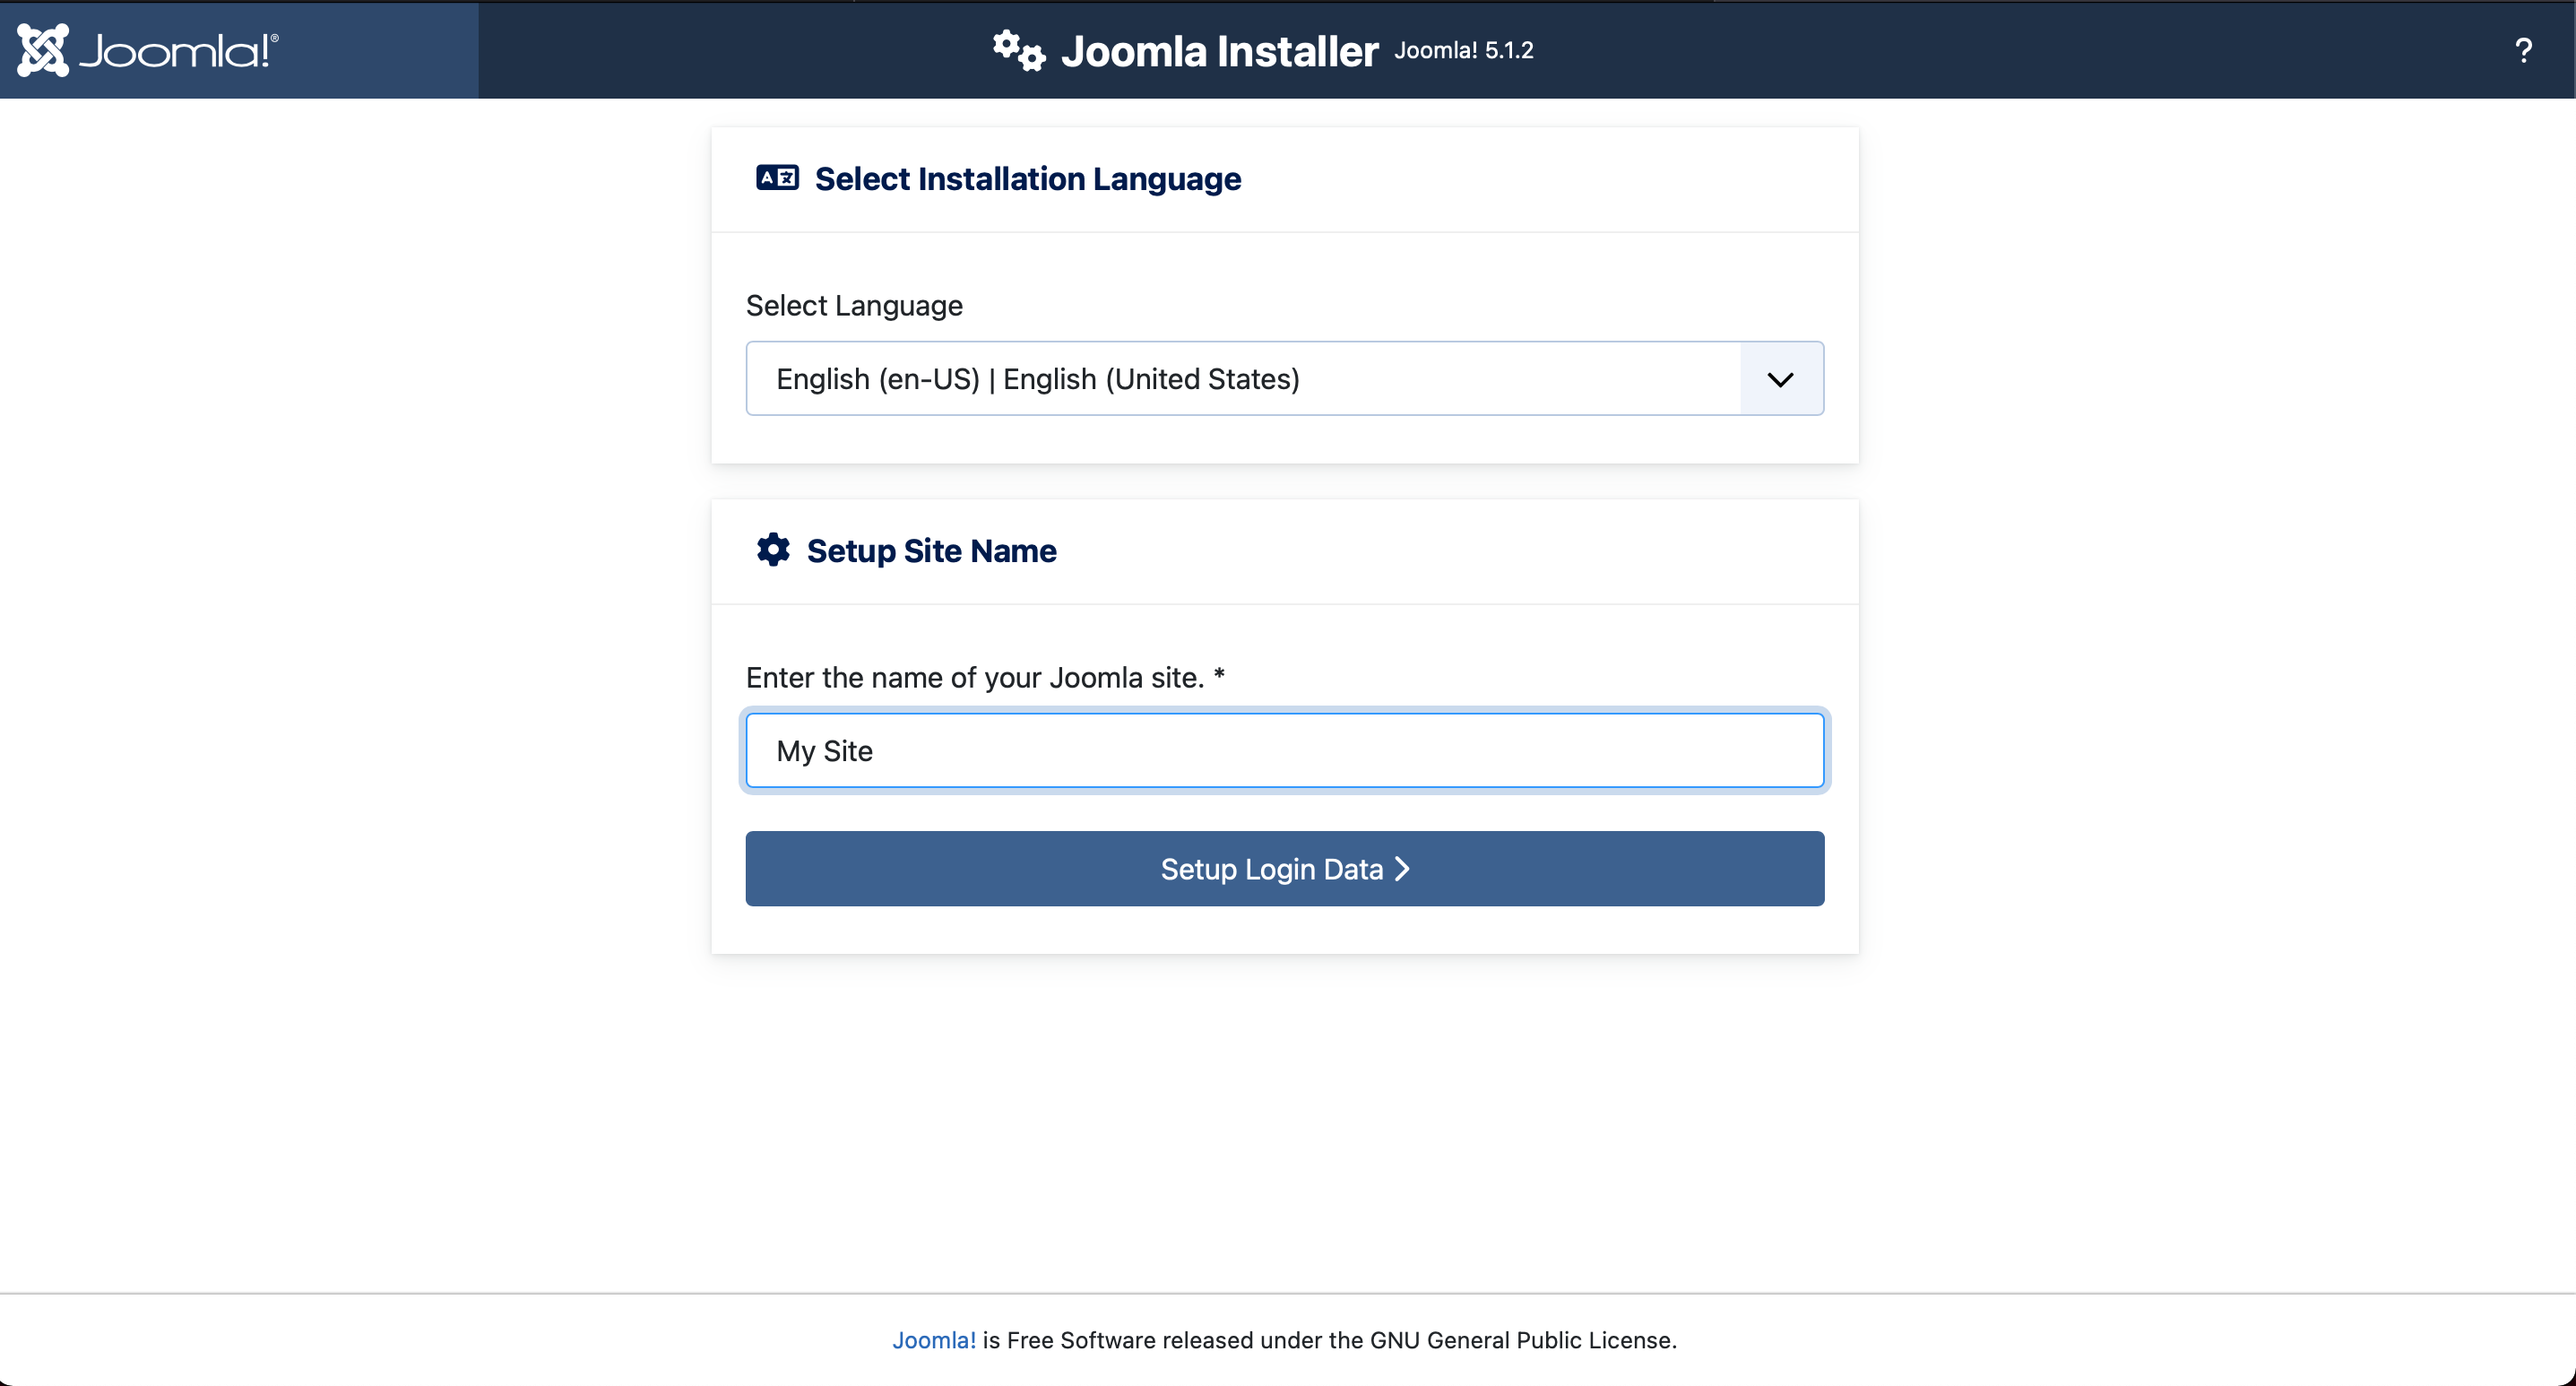 Joomla!®
Joomla Installer Joomla! 5.1.2
?
Select Installation Language
Select Language
English (en-US) | English (United States)
Setup Site Name
Enter the name of your Joomla site. *
My Site
Setup Login Data
Joomla! is Free Software released under the GNU General Public License.